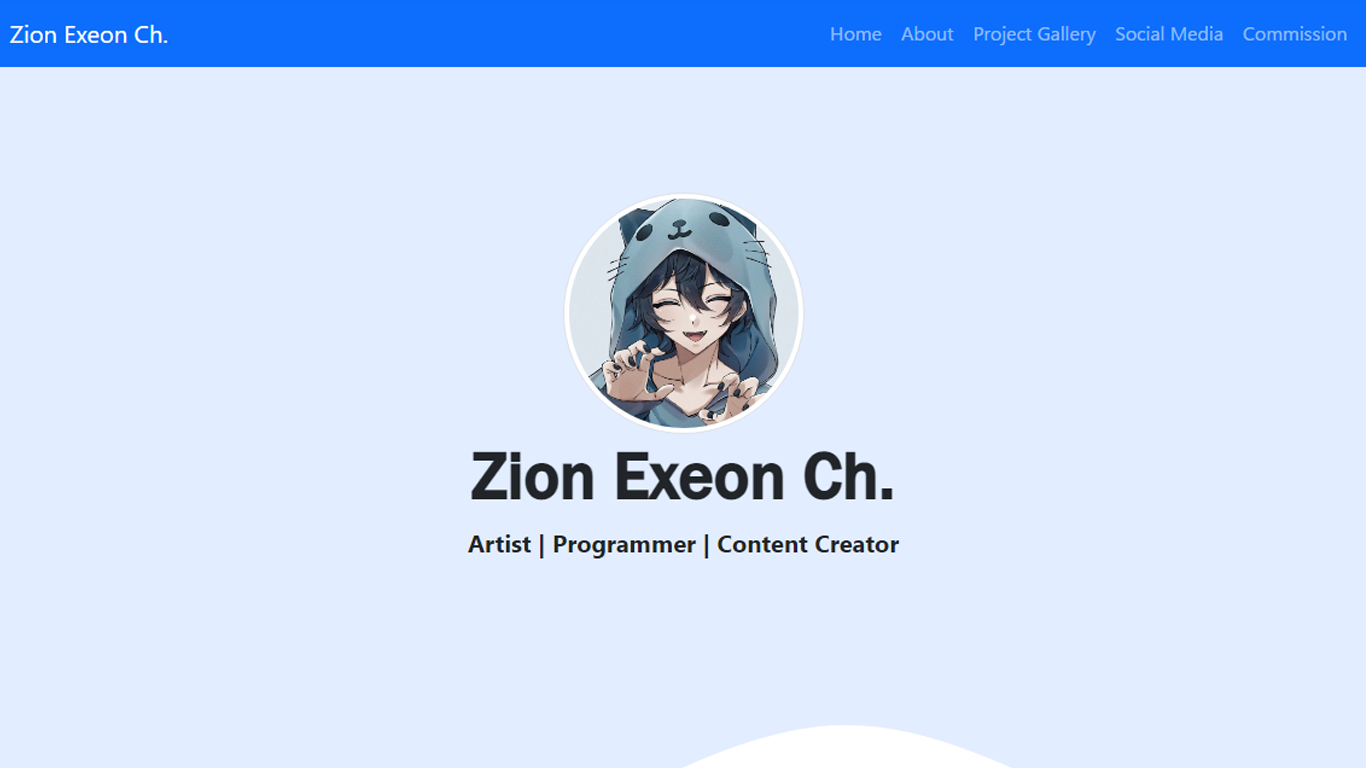 Zion Exeon Ch.
Home About Project Gallery Social Media Commission
Zion Exeon Ch.
Artist | Programmer | Content Creator